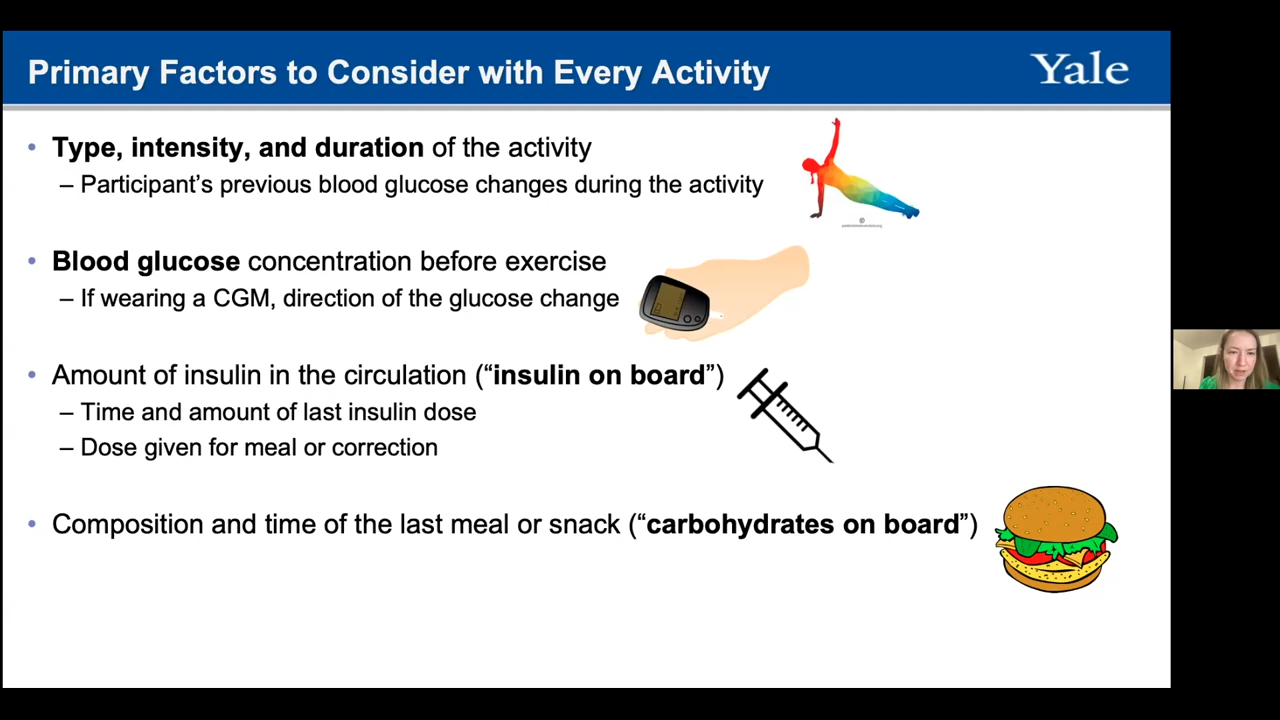 Primary Factors to Consider with Every Activity
Yale
• Type, intensity, and duration of the activity
– Participant's previous blood glucose changes during the activity
• Blood glucose concentration before exercise
– If wearing a CGM, direction of the glucose change
• Amount of insulin in the circulation (“insulin on board”)
– Time and amount of last insulin dose
– Dose given for meal or correction
• Composition and time of the last meal or snack (“carbohydrates on board”)